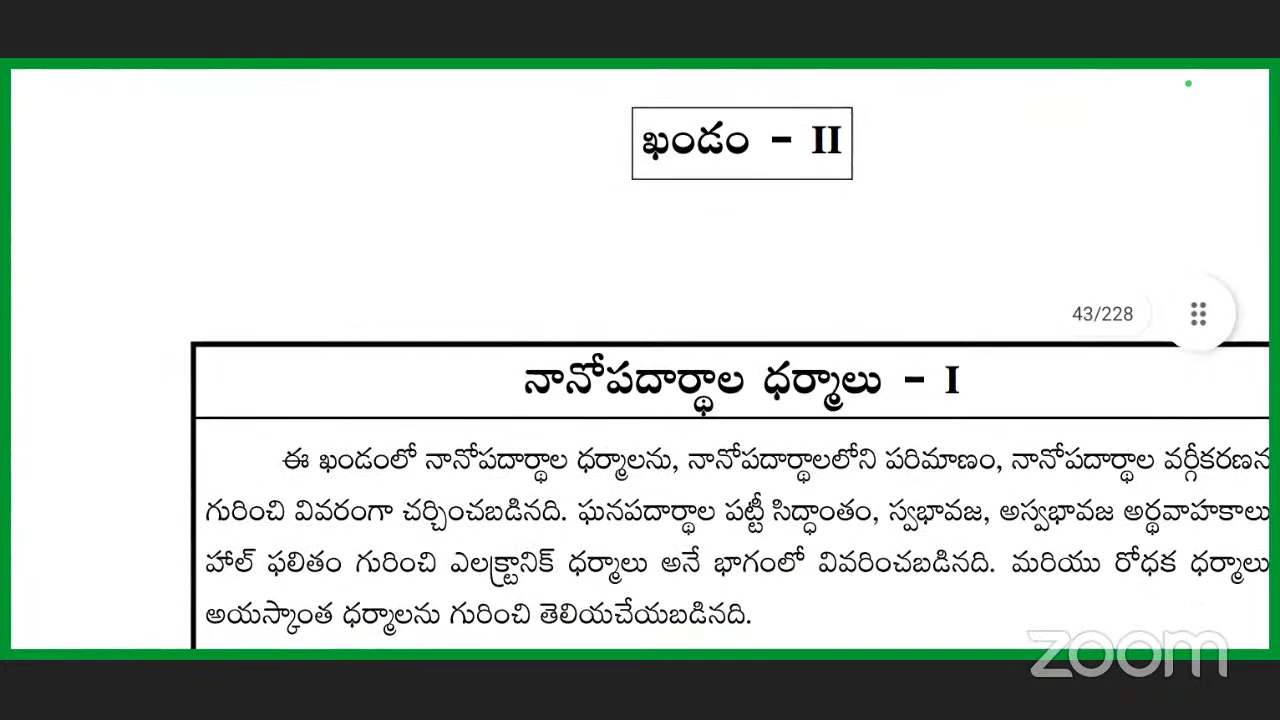 ఖండం - II
43/228
నానోపదార్థాల ధర్మాలు - I
ఈ ఖండంలో నానోపదార్థాల ధర్మాలను, నానోపదార్థాలలోని పరిమాణం, నానోపదార్థాల వర్గీకరణన
గురించి వివరంగా చర్చించబడినది. ఘనపదార్థాల పట్టీ సిద్ధాంతం, స్వభావజ, అస్వభావజ అర్థవాహకాలు
హాల్ ఫలితం గురించి ఎలక్ట్రానిక్ ధర్మాలు అనే భాగంలో వివరించబడినది. మరియు రోధక ధర్మాలు
అయస్కాంత ధర్మాలను గురించి తెలియచేయబడినది.
zoom